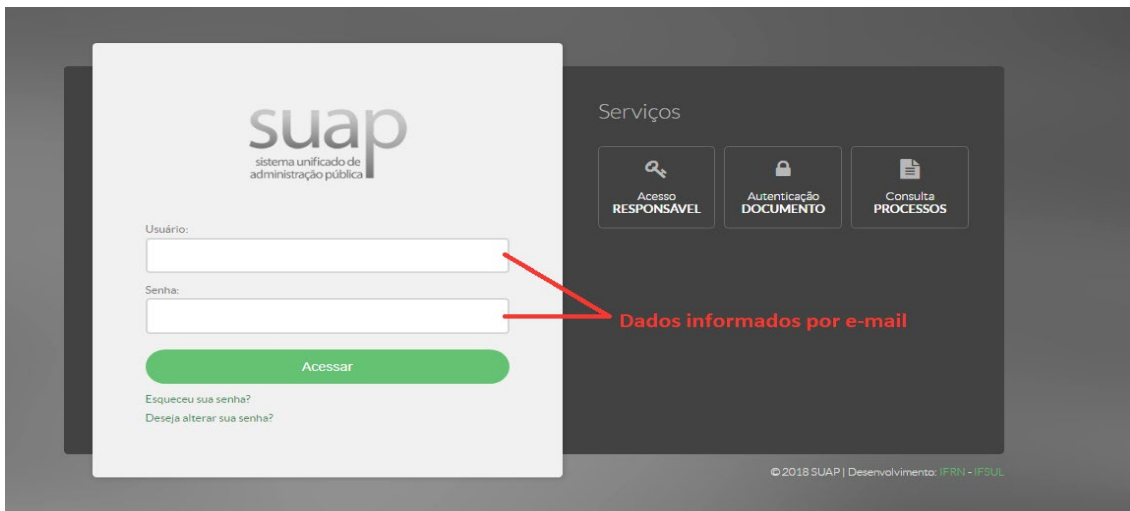 suap
sistema unificado de
administração pública
Usuário:
Senha:
Acessar
Esqueceu sua senha?
Deseja alterar sua senha?
Serviços
Acesso
RESPONSÁVEL
Autenticação
DOCUMENTO
Consulta
PROCESSOS
Dados informados por e-mail
© 2018 SUAP | Desenvolvimento: IFRN - IFSUL